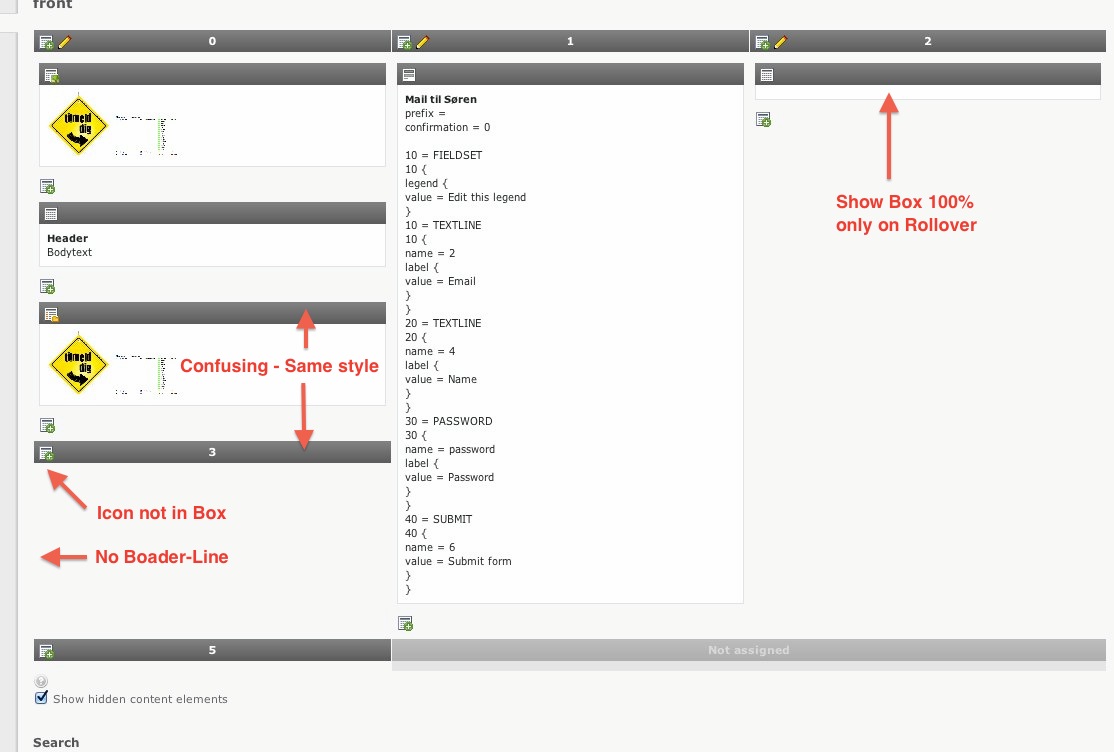 front
0
1
2
tilmeld
dig
Header
Bodytext
tilmeld
dig
Confusing - Same style
3
Icon not in Box
No Boader-Line
Mail til Søren
prefix =
confirmation = 0
10 = FIELDSET
10 {
legend {
value = Edit this legend
}
10 = TEXTLINE
10 {
name = 2
label {
value = Email
}
}
20 = TEXTLINE
20 {
name = 4
label {
value = Name
}
}
30 = PASSWORD
30 {
name = password
label {
value = Password
}
}
40 = SUBMIT
40 {
name = 6
value = Submit form
}
}
Show Box 100%
only on Rollover
5
Not assigned
Show hidden content elements
Search